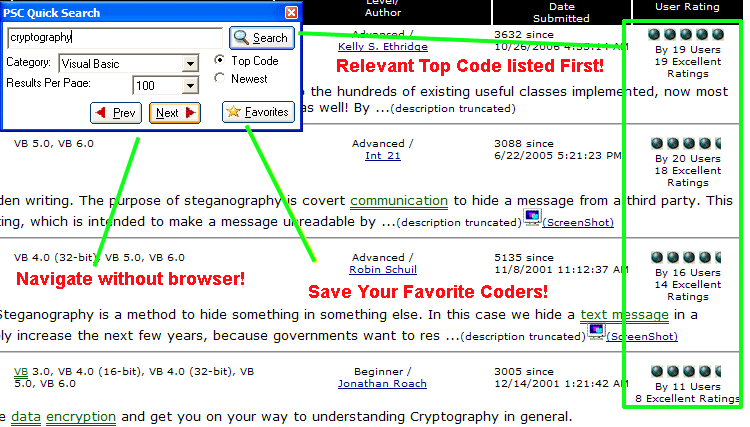 PSC Quick Search
cryptography
Search
Category: Visual Basic
Top Code
Results Per Page: 100
Newest
Prev
Next
Favorites
Level/
Author
Date
Submitted
User Rating
Advanced /
Kelly S. Ethridge
3632 since
10/26/2006 4:55:14 AM
By 19 Users
19 Excellent
Ratings
Relevant Top Code listed First!
the hundreds of existing useful classes implemented, now most
as well! By ...(description truncated)
VB 5.0, VB 6.0
Advanced /
Int 21
3088 since
6/22/2005 5:21:23 PM
By 20 Users
18 Excellent
Ratings
den writing. The purpose of steganography is covert communication to hide a message from a third party. This
ting, which is intended to make a message unreadable by ...(description truncated) (ScreenShot)
VB 4.0 (32-bit), VB 5.0, VB 6.0
Advanced /
Robin Schuil
5135 since
11/8/2001 11:12:37 AM
By 16 Users
14 Excellent
Ratings
Navigate without browser!
Save Your Favorite Coders!
Steganography is a method to hide something in something else. In this case we hide a text message in a
ly increase the next few years, because governments want to res ...(description truncated) (ScreenShot)
VB 3.0, VB 4.0 (16-bit), VB 4.0 (32-bit), VB
5.0, VB 6.0
Beginner /
Jonathan Roach
3005 since
12/14/2001 1:21:42 AM
By 11 Users
8 Excellent Ratings
e data encryption and get you on your way to understanding Cryptography in general.